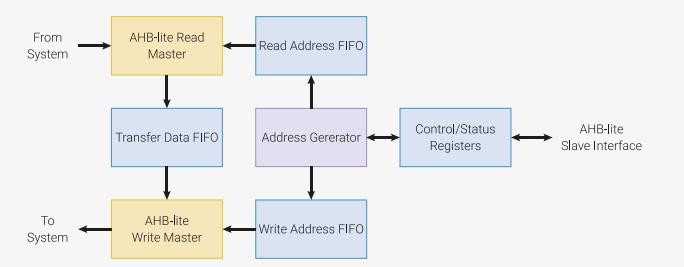 From
System
AHB-lite Read
Master
Read Address FIFO
Transfer Data FIFO
Address Gererator
Control/Status
Registers
AHB-lite
Slave Interface
To
System
AHB-lite
Write Master
Write Address FIFO